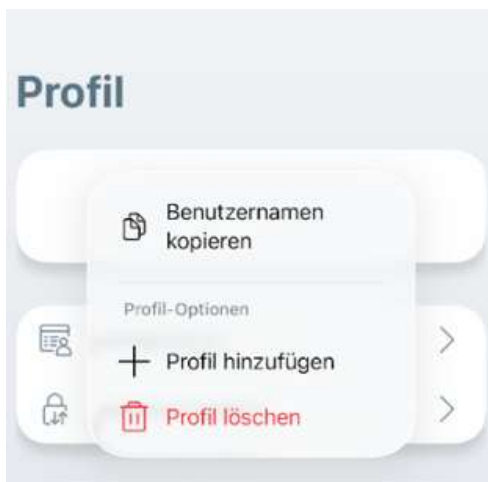 Profil
Benutzernamen
kopieren
Profil-Optionen
Profil hinzufügen
Profil löschen